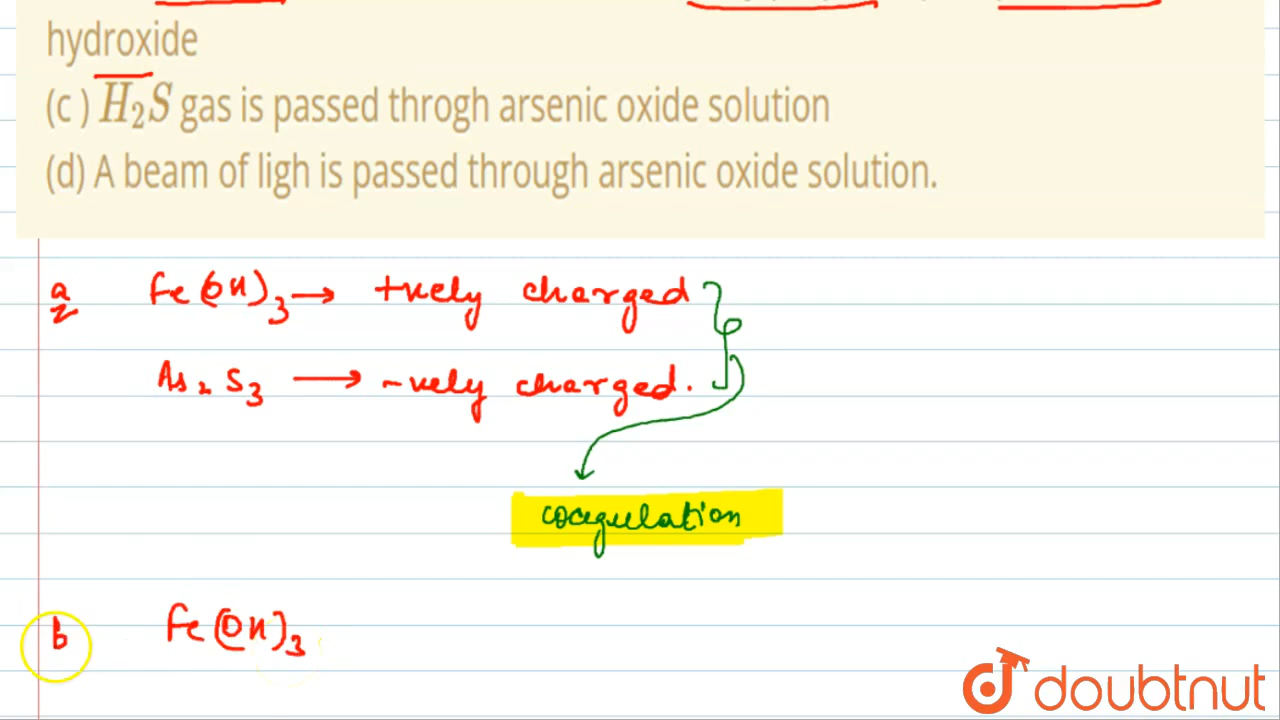 hydroxide
(c ) H₂S gas is passed throgh arsenic oxide solution
(d) A beam of ligh is passed through arsenic oxide solution.
a Fe(OH)₃ → +vely charged
As₂S₃ → -vely charged.
coagulation
b Fe(OH)₃
doubtnut